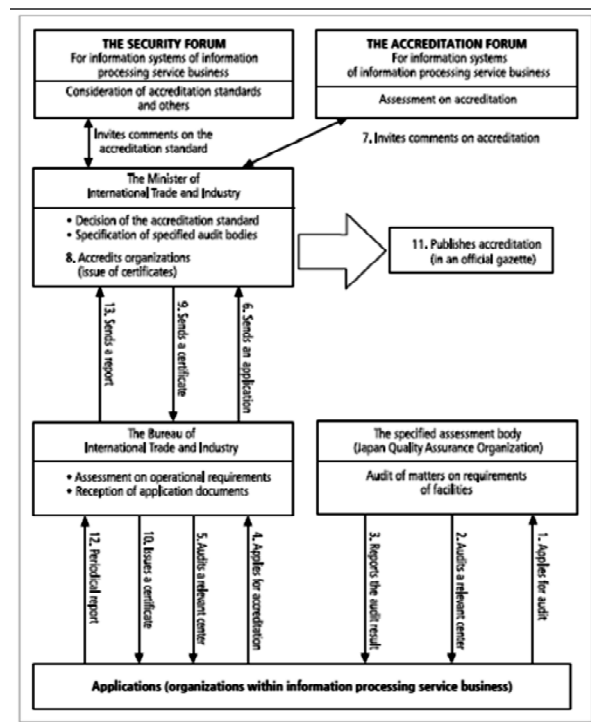 THE SECURITY FORUM
For information systems of information
processing service business
Consideration of accreditation standards
and others
THE ACCREDITATION FORUM
For information systems
of information processing service business
Assessment on accreditation
Invites comments on the
accreditation standard
7. Invites comments on accreditation
The Minister of
International Trade and Industry
• Decision of the accreditation standard
• Specification of specified audit bodies
8. Accredits organizations
(issue of certificates)
11. Publishes accreditation
(in an official gazette)
13. Sends a report
9. Sends a certificate
6. Sends an application
The Bureau of
International Trade and Industry
• Assessment on operational requirements
• Reception of application documents
The specified assessment body
(Japan Quality Assurance Organization)
Audit of matters on requirements
of facilities
12. Periodical report
10. Issues a certificate
5. Audits a relevant center
4. Applies for accreditation
3. Reports the audit result
2. Audits a relevant center
1. Applies for audit
Applications (organizations within information processing service business)